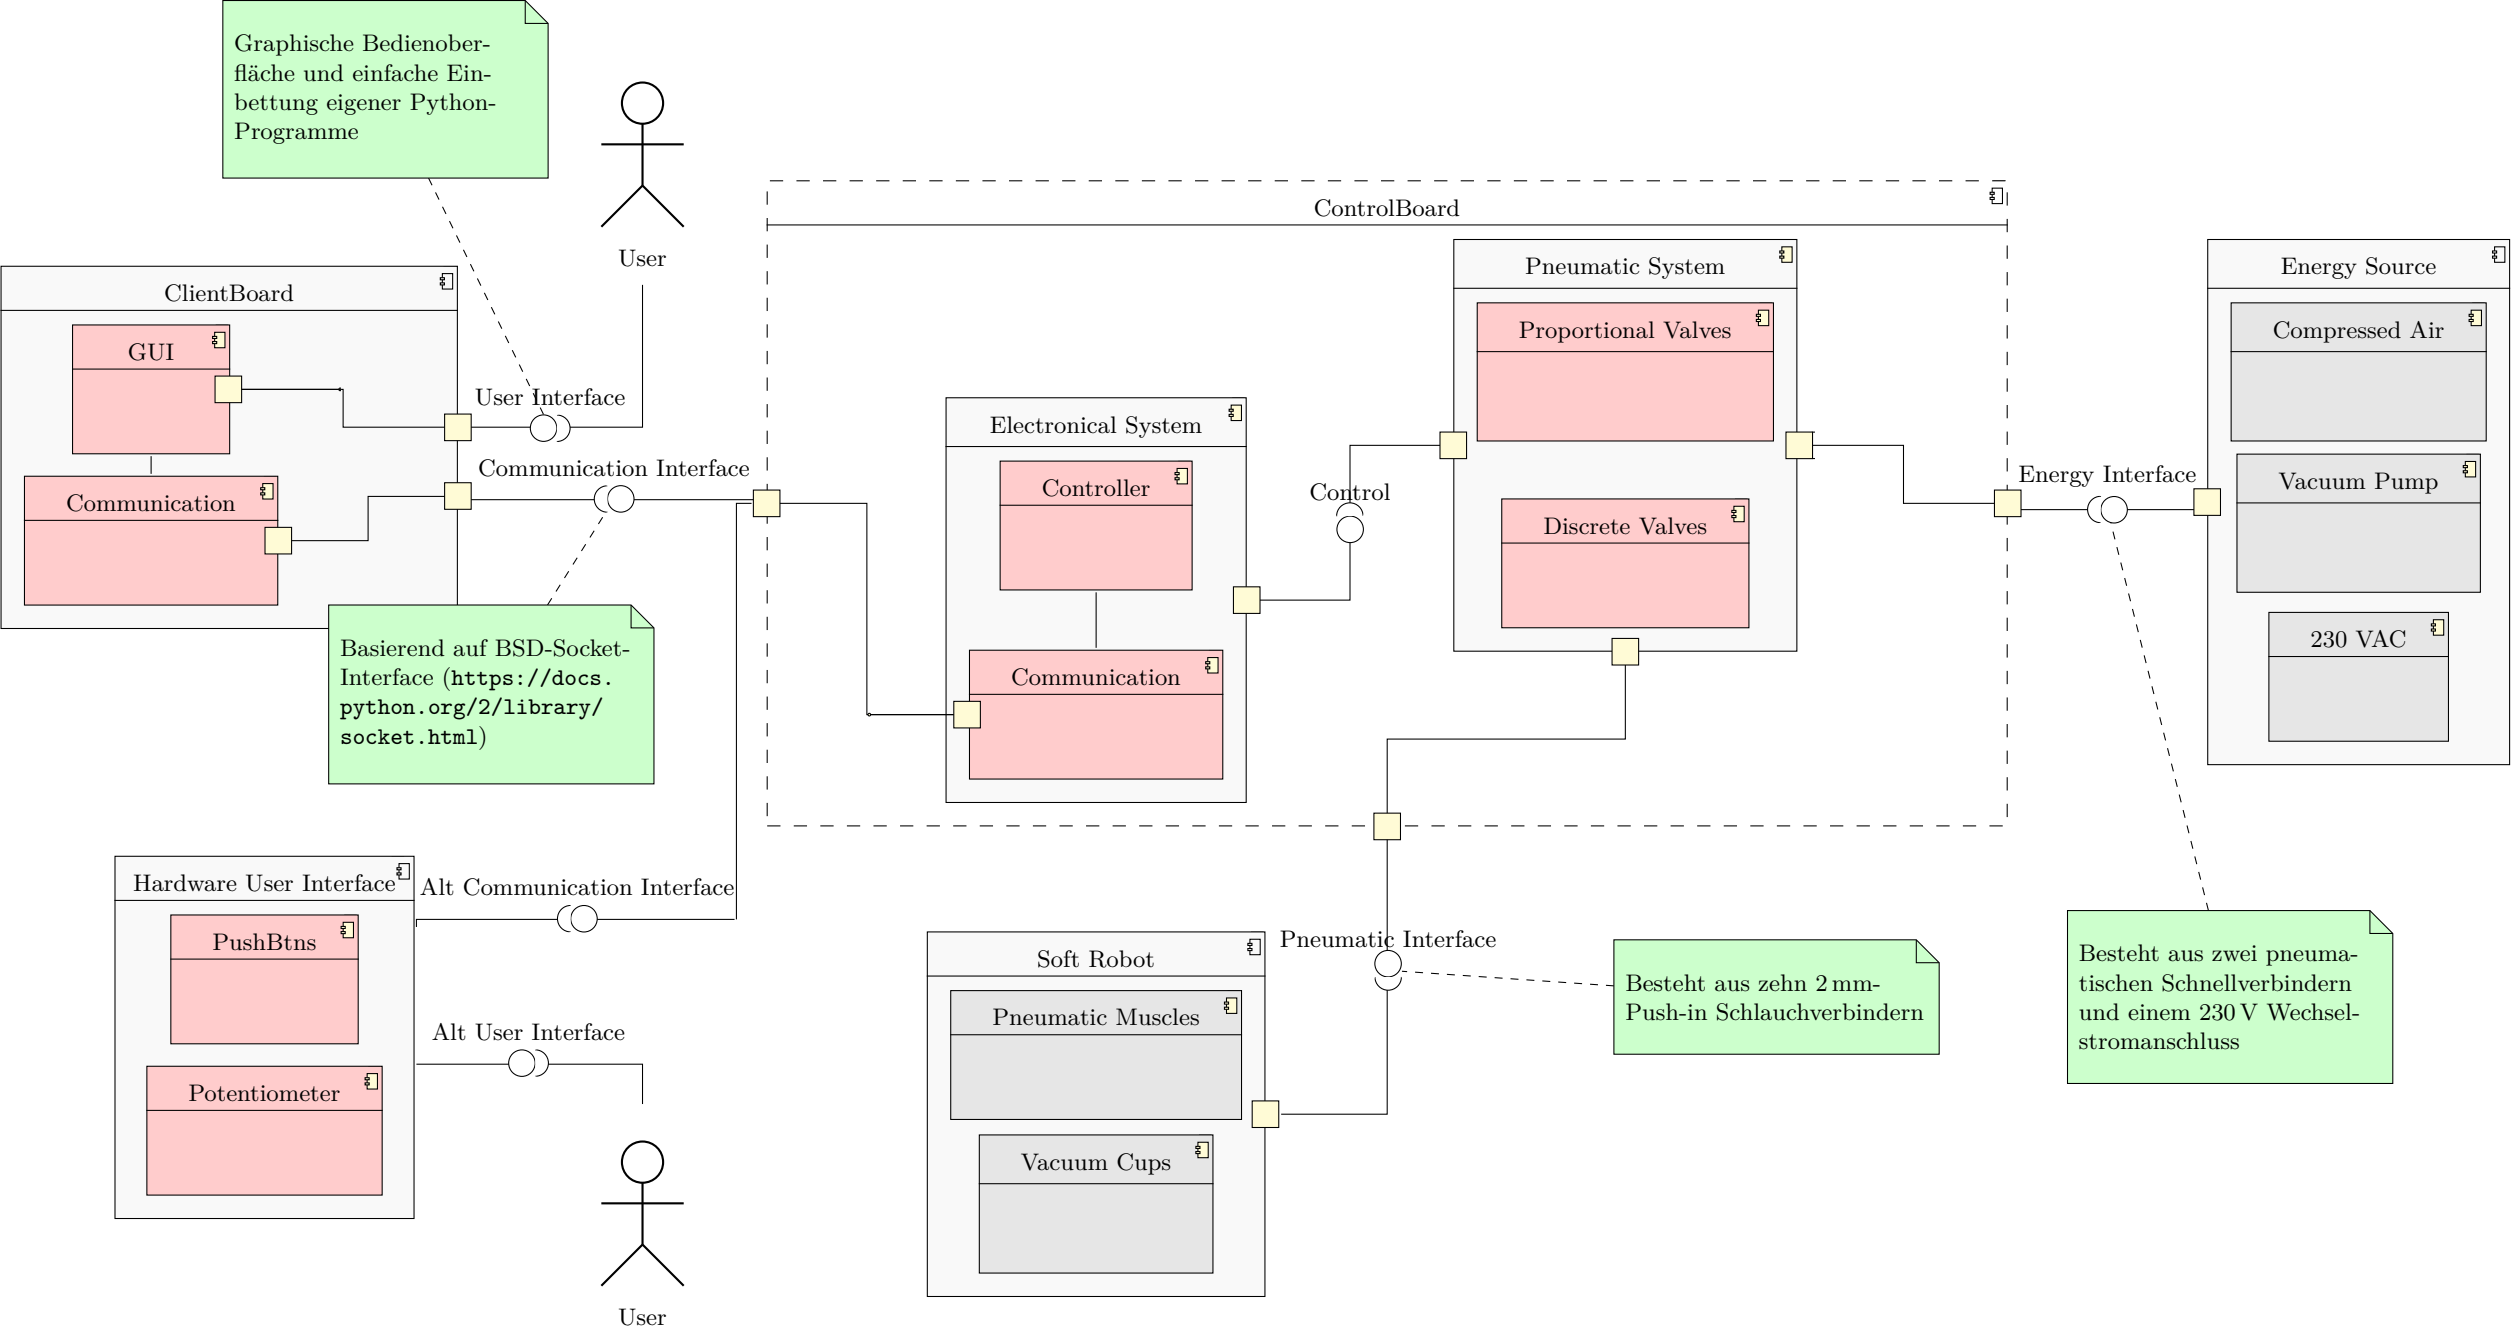 Graphische Bedienober-
fläche und einfache Ein-
bettung eigener Python-
Programme
User
ControlBoard
ClientBoard
GUI
Communication
User Interface
Communication Interface
Basierend auf BSD-Socket-
Interface (https://docs.
python.org/2/library/
socket.html)
Electronical System
Controller
Communication
Control
Pneumatic System
Proportional Valves
Discrete Valves
Energy Interface
Energy Source
Compressed Air
Vacuum Pump
230 VAC
Hardware User Interface
PushBtns
Potentiometer
Alt Communication Interface
Alt User Interface
User
Soft Robot
Pneumatic Muscles
Vacuum Cups
Pneumatic Interface
Besteht aus zehn 2 mm-
Push-in Schlauchverbindern
Besteht aus zwei pneuma-
tischen Schnellverbindern
und einem 230 V Wechsel-
stromanschluss